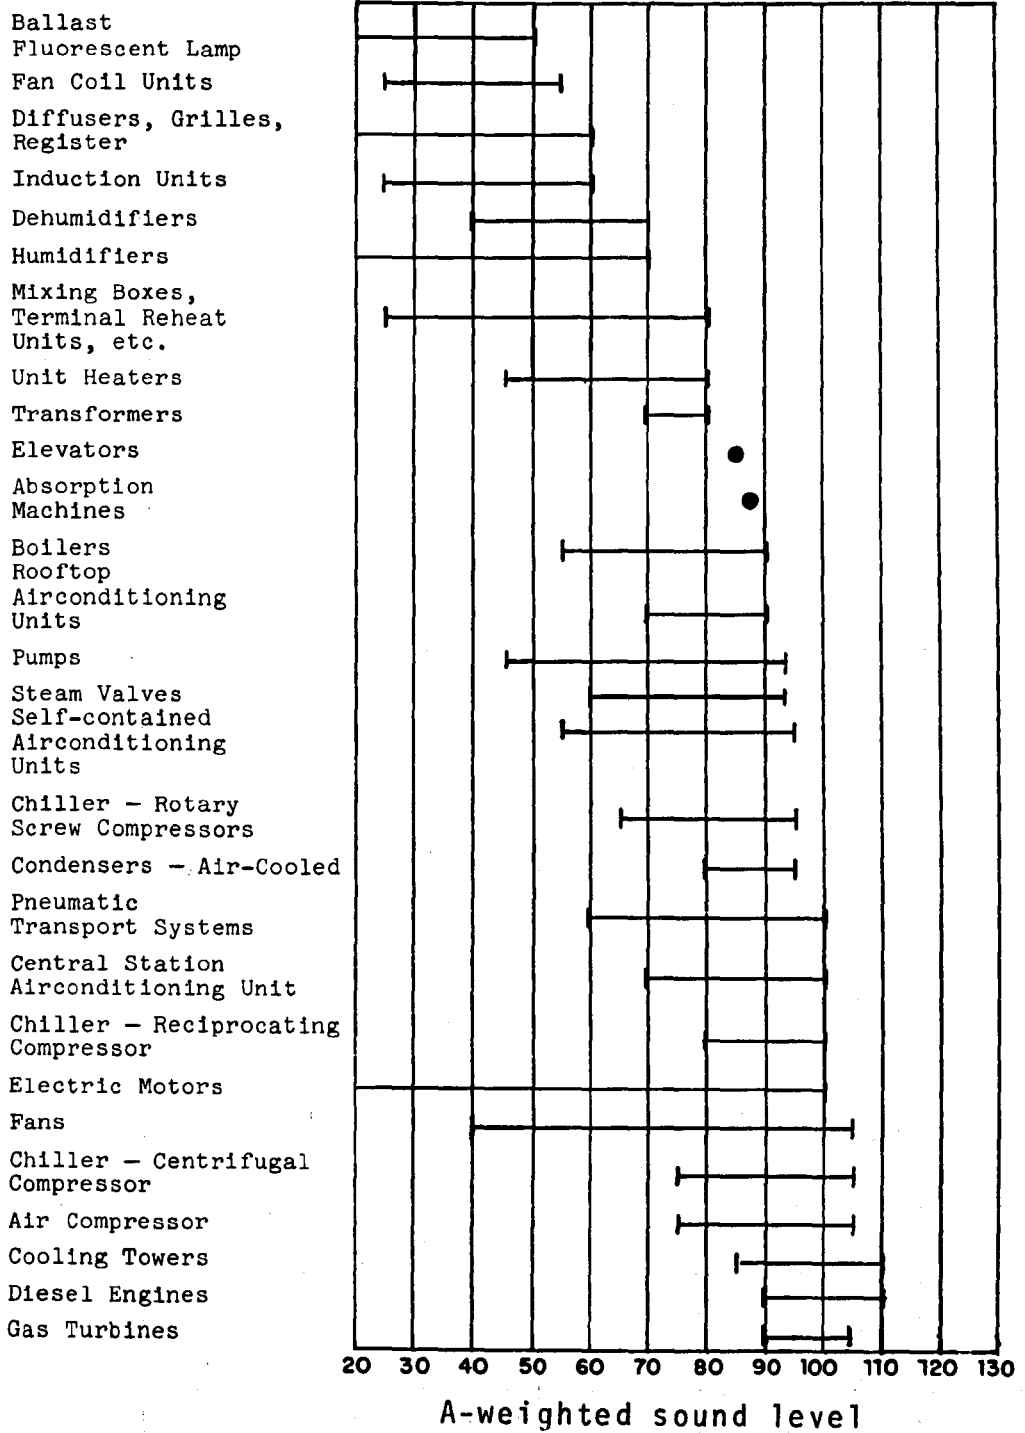 Ballast
Fluorescent Lamp
Fan Coil Units
Diffusers, Grilles,
Register
Induction Units
Dehumidifiers
Humidifiers
Mixing Boxes,
Terminal Reheat
Units, etc.
Unit Heaters
Transformers
Elevators
Absorption
Machines
Boilers
Rooftop
Airconditioning
Units
Pumps
Steam Valves
Self-contained
Airconditioning
Units
Chiller — Rotary
Screw Compressors
Condensers — Air-Cooled
Pneumatic
Transport Systems
Central Station
Airconditioning Unit
Chiller — Reciprocating
Compressor
Electric Motors
Fans
Chiller — Centrifugal
Compressor
Air Compressor
Cooling Towers
Diesel Engines
Gas Turbines
20 30 40 50 60 70 80 90 100 110 120 130
A-weighted sound level